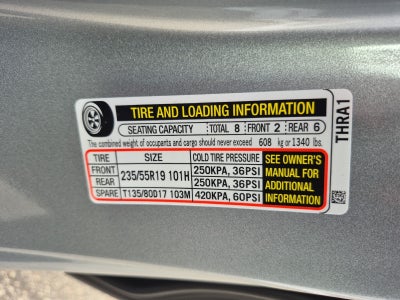 TIRE AND LOADING INFORMATION
SEATING CAPACITY TOTAL 8 FRONT 2 REAR 6
The combined weight of occupants and cargo should never exceed 608 kg or 1340 lbs.
TIRE SIZE COLD TIRE PRESSURE
FRONT 235/55R19 101H 250KPA, 36PSI
REAR 250KPA, 36PSI
SPARE T135/80D17 103M 420KPA, 60PSI
SEE OWNER'S
MANUAL FOR
ADDITIONAL
INFORMATION
THRA1